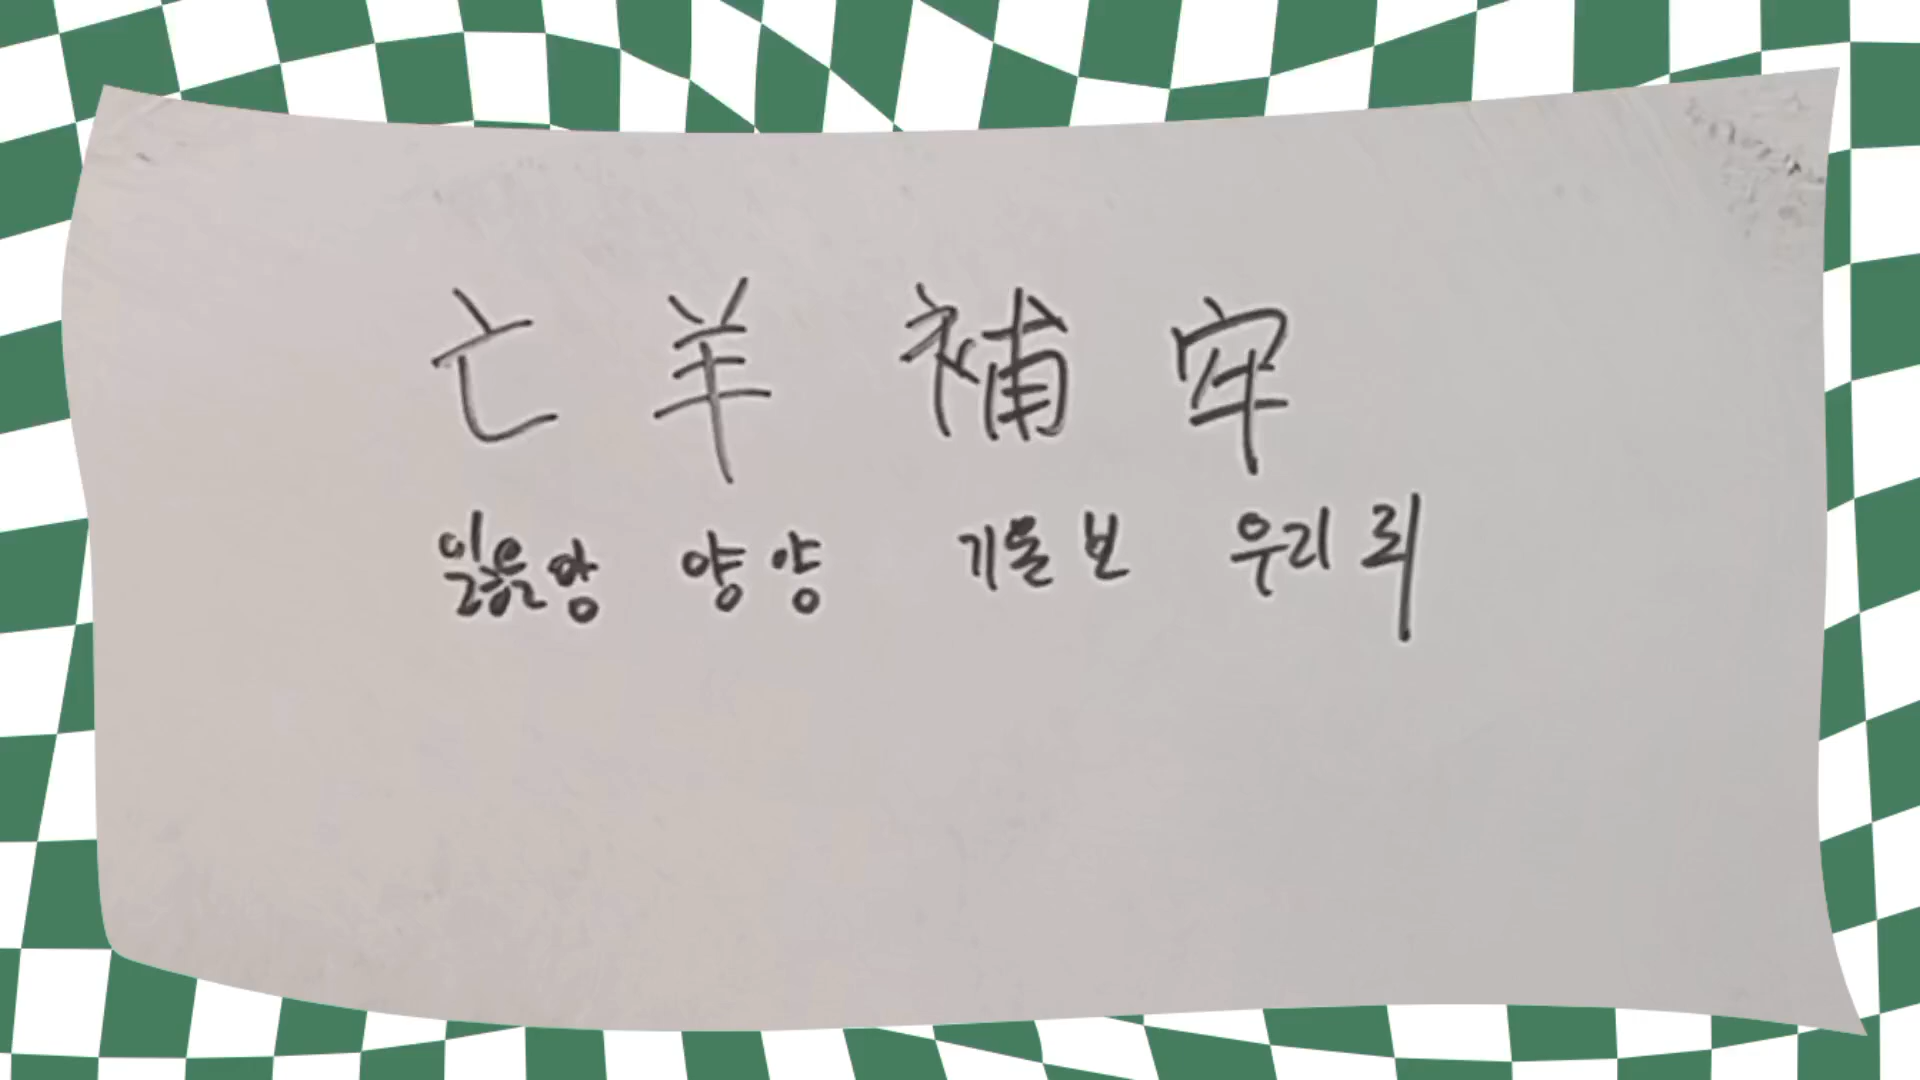 亡 羊 補 牢
잃을 망 양 양 기울 보 우리 뢰